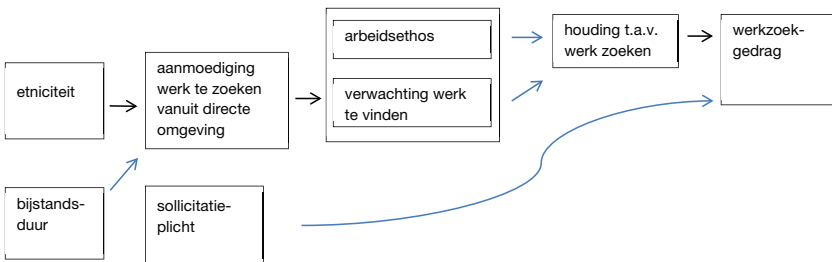 etniciteit
aanmoediging
werk te zoeken
vanuit directe
omgeving
arbeidsethos
verwachting werk
te vinden
houding t.a.v.
werk zoeken
werkzoek-
gedrag
bijstands-
duur
sollicitatie-
plicht